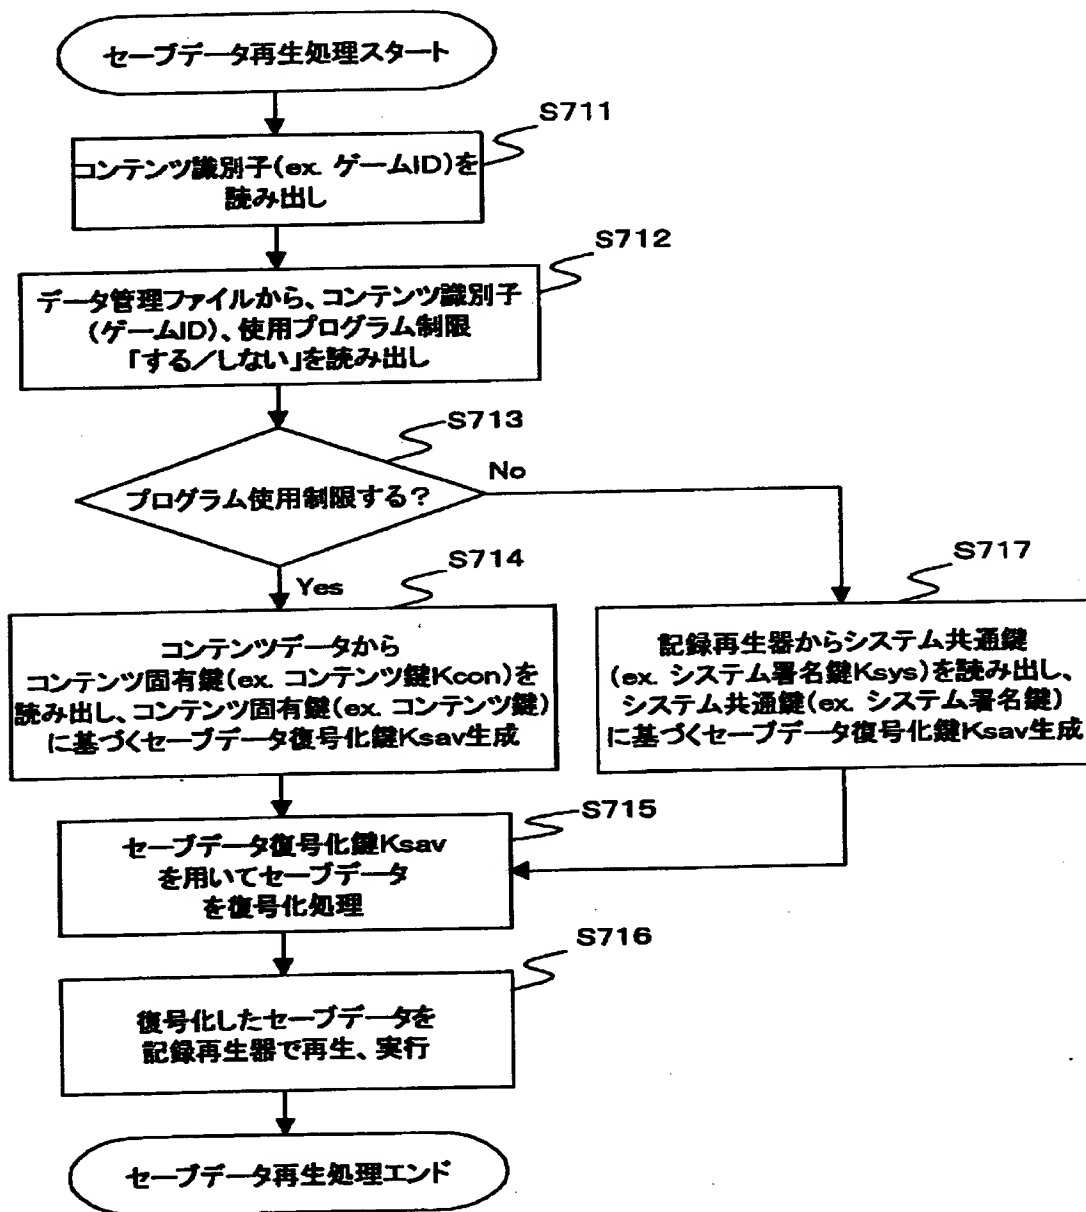 セーブデータ再生処理スタート
S711
コンテンツ識別子(ex. ゲームID)を
読み出し
S712
データ管理ファイルから、コンテンツ識別子
(ゲームID)、使用プログラム制限
「する/しない」を読み出し
S713
プログラム使用制限する?
No
Yes
S714
コンテンツデータから
コンテンツ固有鍵(ex. コンテンツ鍵Kcon)を
読み出し、コンテンツ固有鍵(ex. コンテンツ鍵)
に基づくセーブデータ復号化鍵Ksav生成
S717
記録再生器からシステム共通鍵
(ex. システム署名鍵Ksys)を読み出し、
システム共通鍵(ex. システム署名鍵)
に基づくセーブデータ復号化鍵Ksav生成
S715
セーブデータ復号化鍵Ksav
を用いてセーブデータ
を復号化処理
S716
復号化したセーブデータを
記録再生器で再生、実行
セーブデータ再生処理エンド